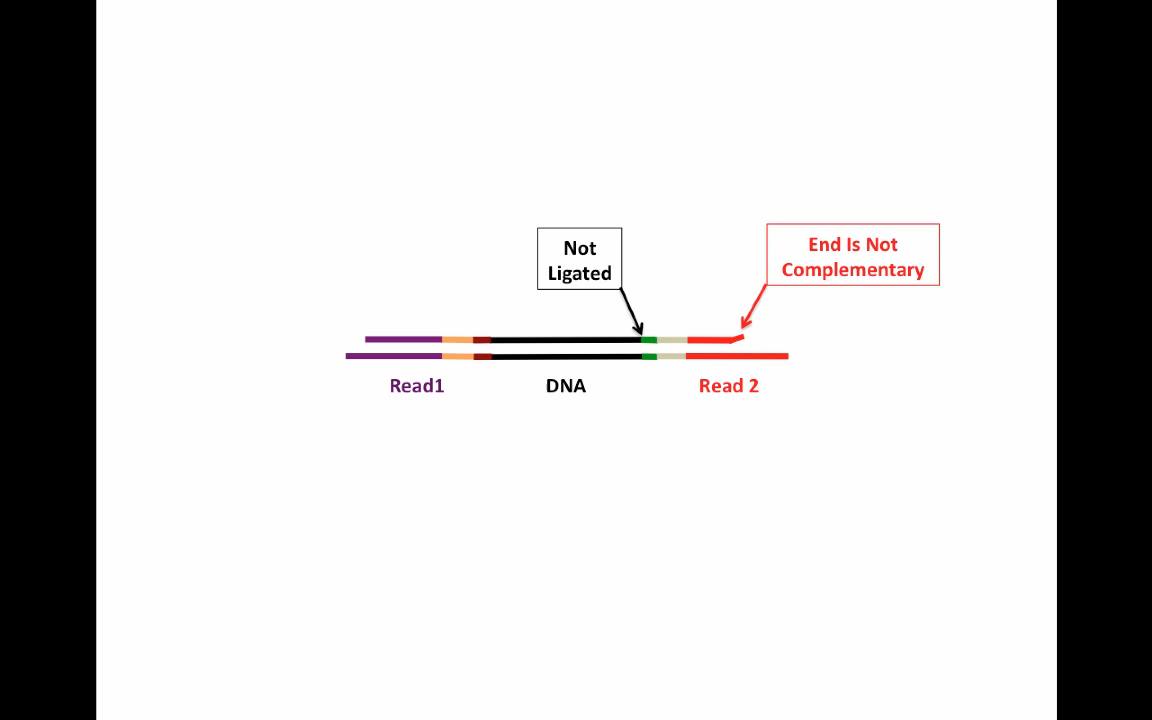 Not
Ligated
End Is Not
Complementary
Read1
DNA
Read 2